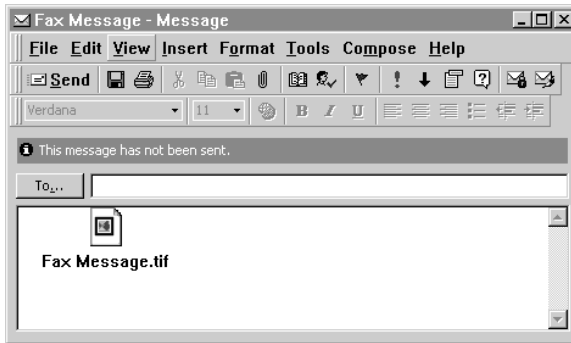 Fax Message - Message
File Edit View Insert Format Tools Compose Help
Send
Verdana 11 B I U
This message has not been sent.
To...
Fax Message.tif